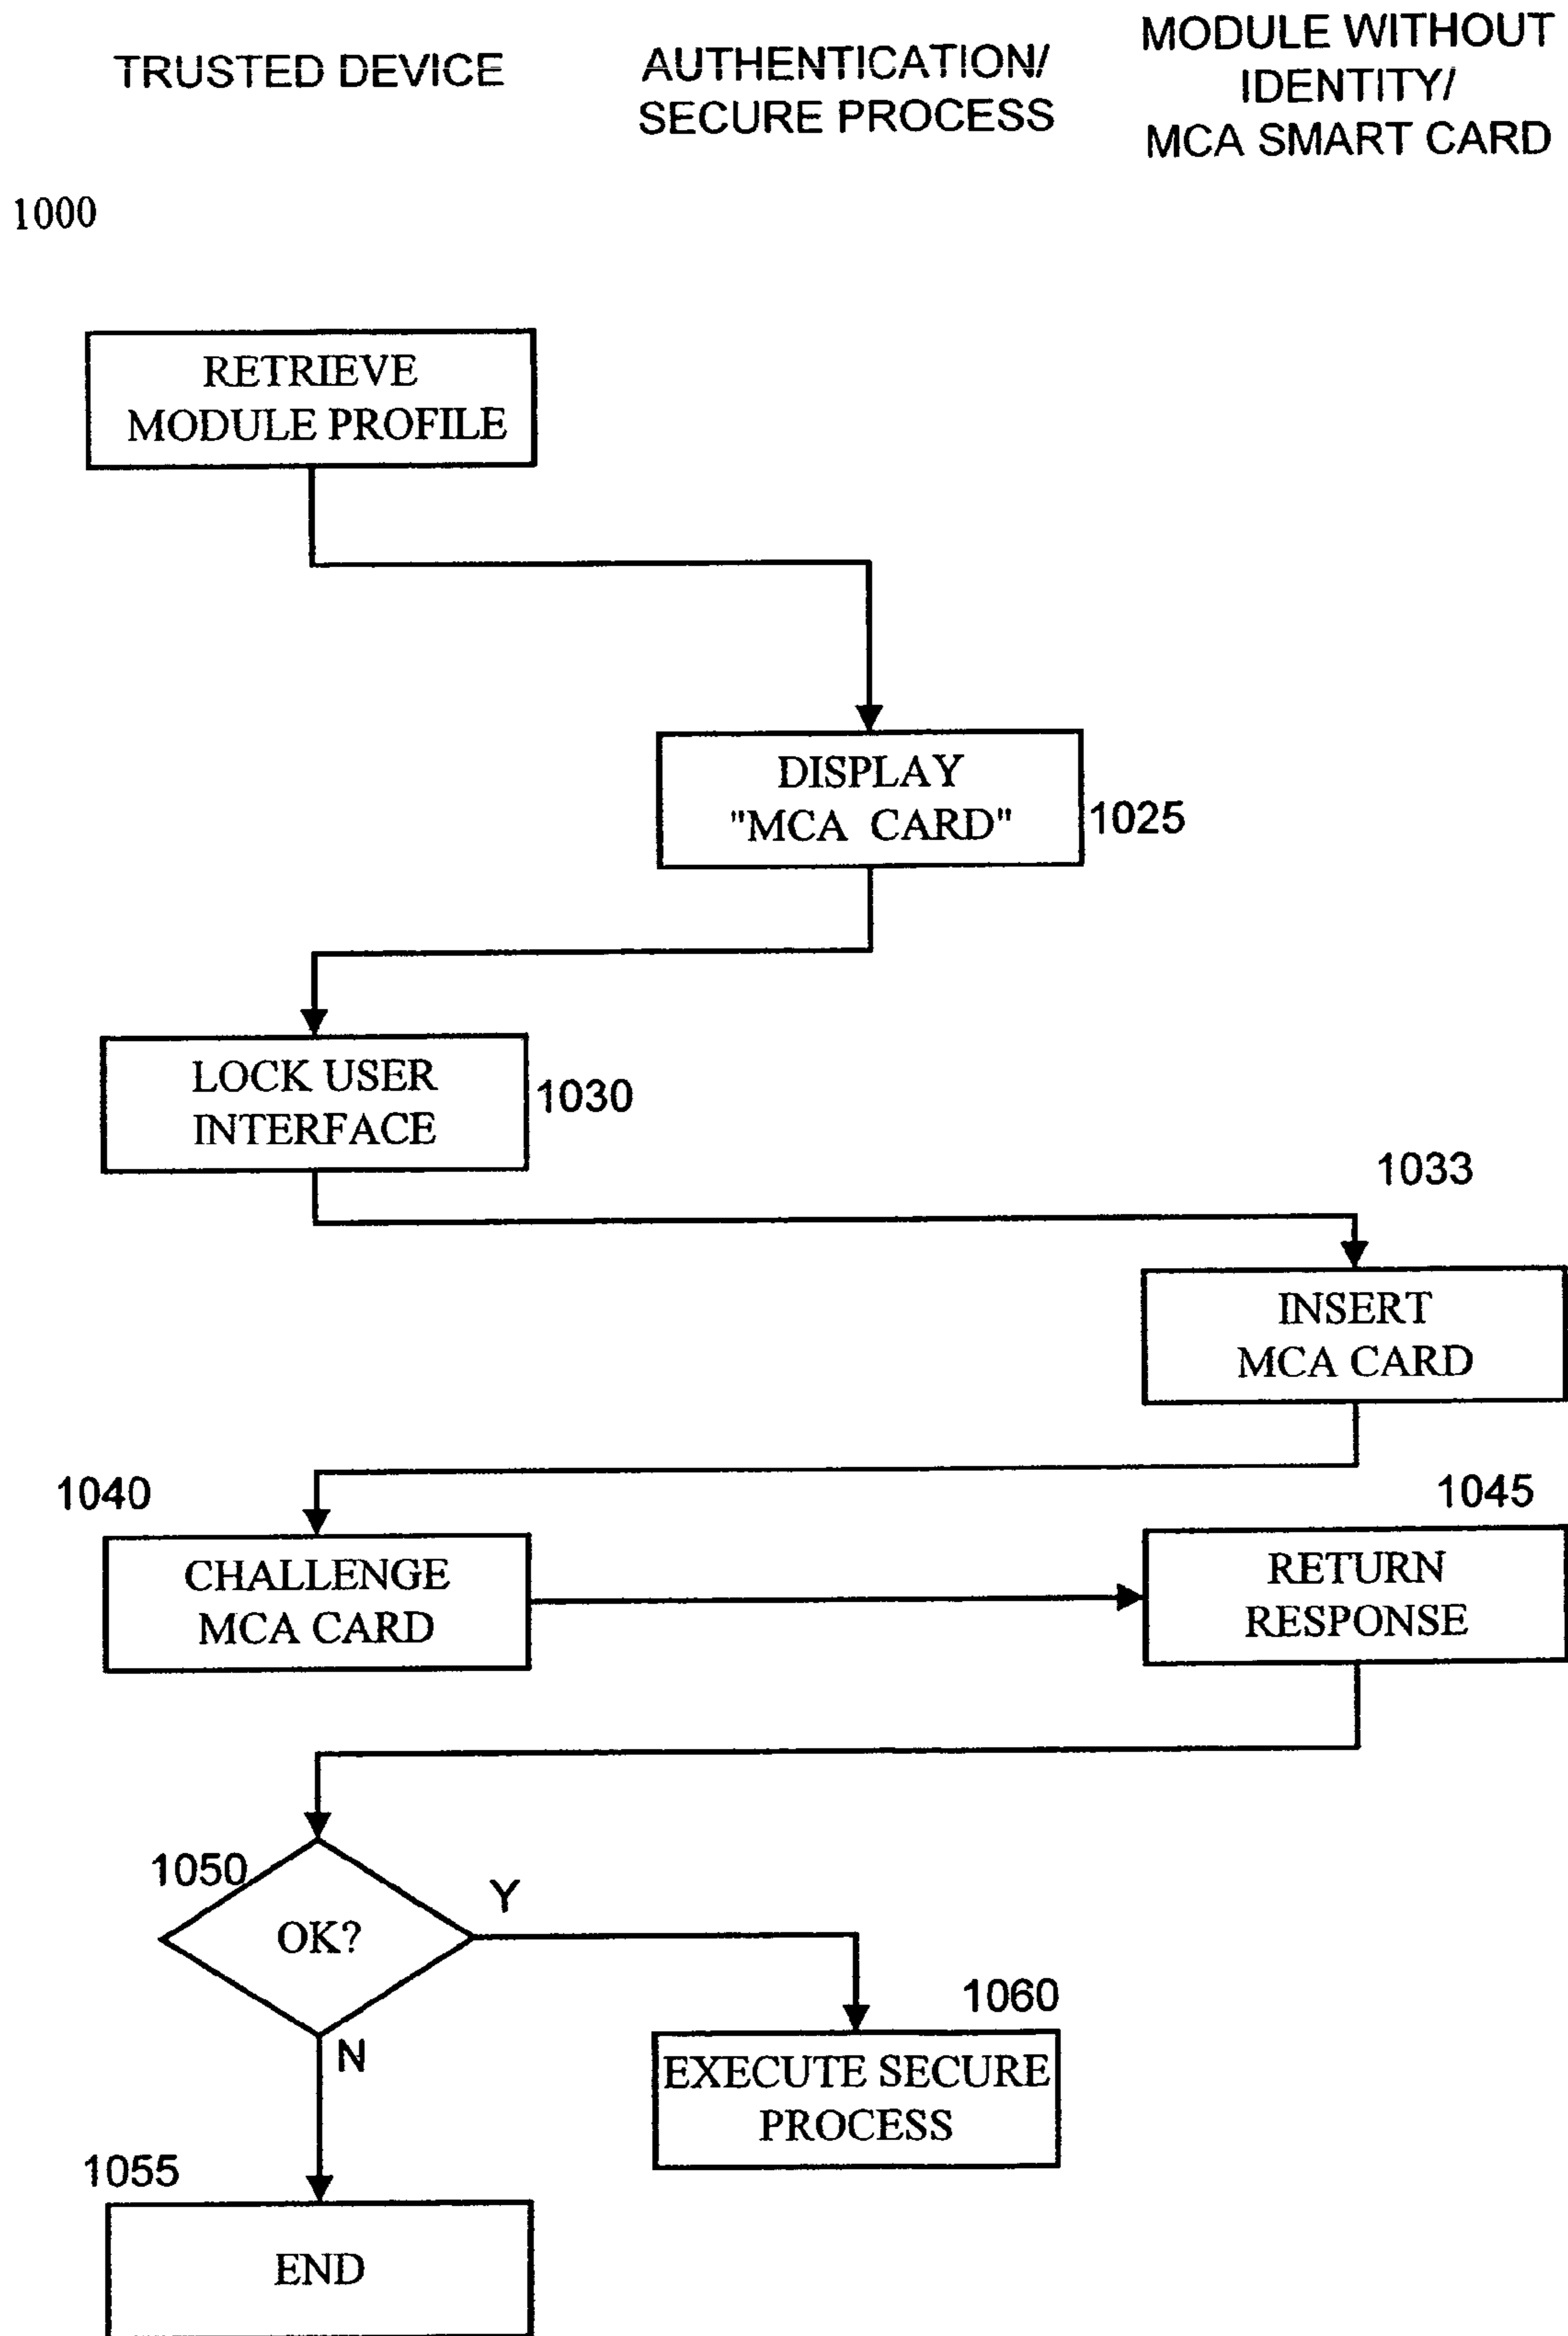 TRUSTED DEVICE
AUTHENTICATION/
SECURE PROCESS
MODULE WITHOUT
IDENTITY/
MCA SMART CARD
1000
RETRIEVE
MODULE PROFILE
DISPLAY
"MCA CARD"
1025
LOCK USER
INTERFACE
1030
1033
INSERT
MCA CARD
1040
CHALLENGE
MCA CARD
1045
RETURN
RESPONSE
1050
OK?
Y
N
1060
EXECUTE SECURE
PROCESS
1055
END